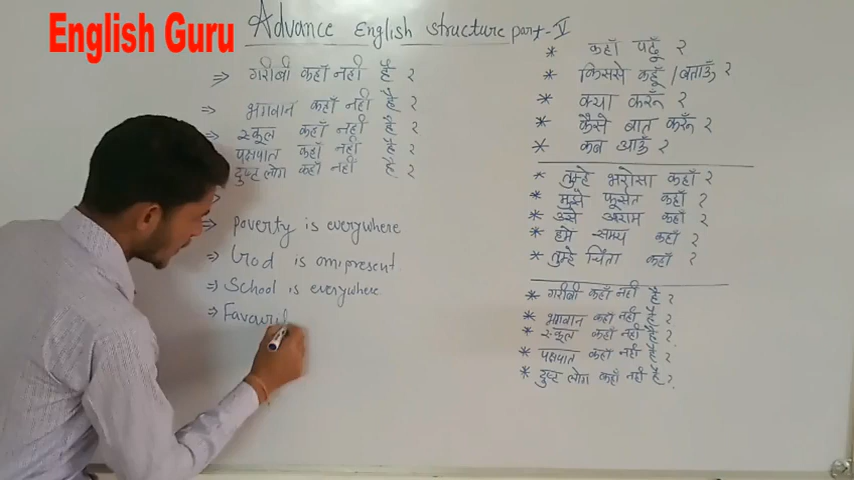 English Guru
Advance English structure part-V
⇒ गरीबी कहाँ नही है ?
⇒ भगवान कहाँ नही है ?
⇒ स्कूल कहाँ नही है ?
पक्षपात कहाँ नही है ?
दुष्ट लोग कहाँ नही है ?
⇒ Poverty is everywhere
⇒ God is omipresent.
⇒ School is everywhere
⇒ Favouri
* कहाँ पढूँ ?
* किससे कहूँ / बताऊँ ?
* क्या करूँ ?
* कैसे बात करूँ ?
* कब आऊँ ?
* तुम्हे भरोसा कहाँ ?
* मुझे फुर्सत कहाँ ?
* उसे आराम कहाँ ?
* हमे समय कहाँ ?
* तुम्हे चिंता कहाँ ?
* गरीबी कहाँ नही है ?
* भगवान कहाँ नही है ?
* स्कूल कहाँ नही है ?
* पक्षपात कहाँ नही है ?
* दुष्ट लोग कहाँ नही है ?